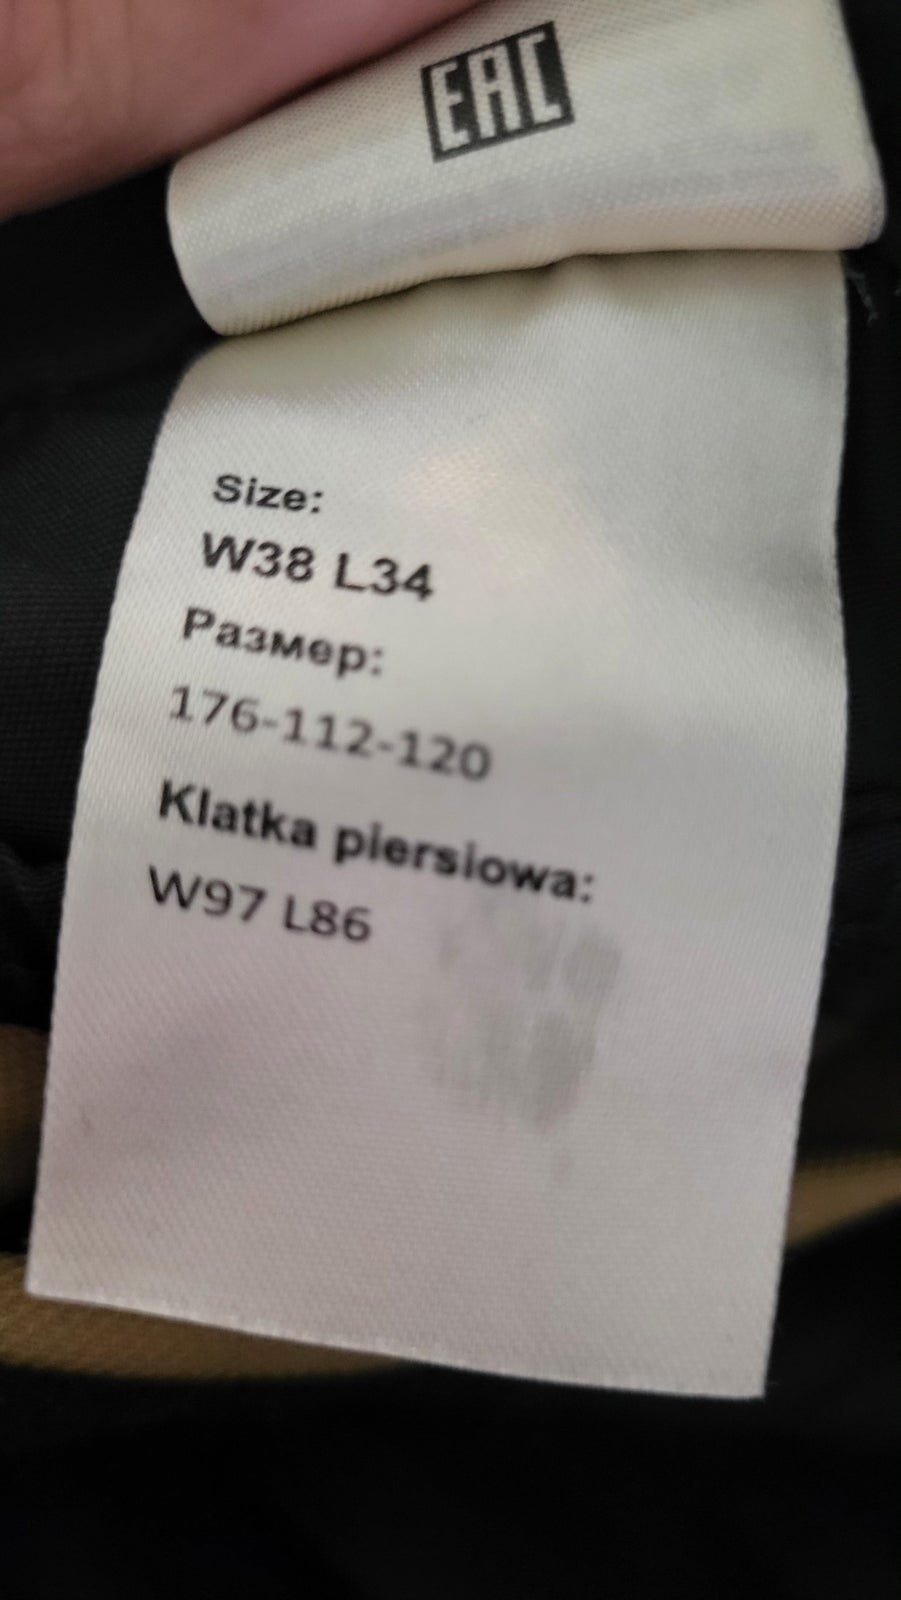 EAC
Size:
W38 L34
Размер:
176-112-120
Klatka piersiowa:
W97 L86